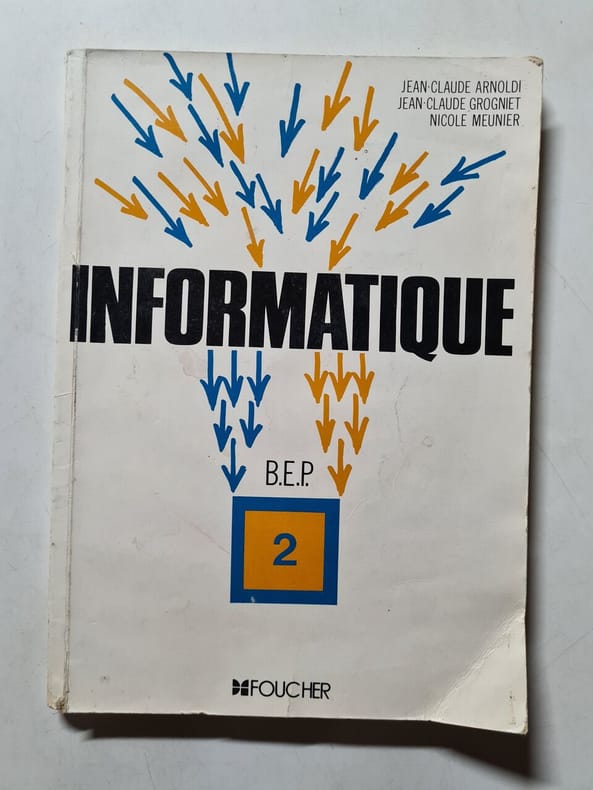 JEAN-CLAUDE ARNOLDI
JEAN-CLAUDE GROGNIET
NICOLE MEUNIER
INFORMATIQUE
B.E.P.
2
FOUCHER